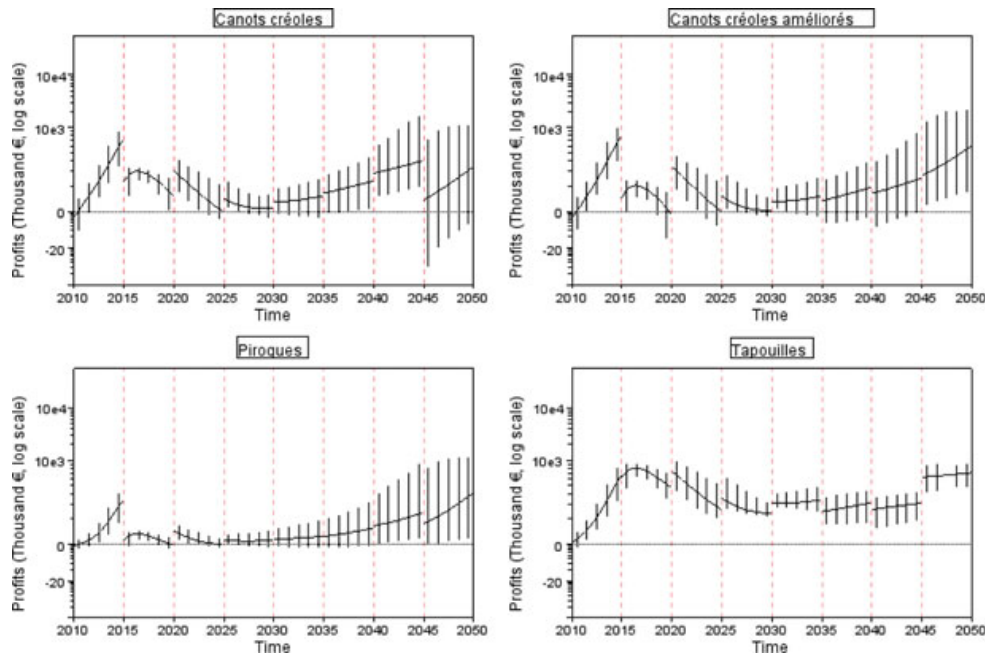 Canots créoles
Canots créoles améliorés
Profits (Thousand €, log scale)
10e4
10e3
0
-20
2010 2015 2020 2025 2030 2035 2040 2045 2050
Time
Profits (Thousand €, log scale)
10e4
10e3
0
-20
2010 2015 2020 2025 2030 2035 2040 2045 2050
Time
Pirogues
Tapouilles
Profits (Thousand €, log scale)
10e4
10e3
0
-20
2010 2015 2020 2025 2030 2035 2040 2045 2050
Time
Profits (Thousand €, log scale)
10e4
10e3
0
-20
2010 2015 2020 2025 2030 2035 2040 2045 2050
Time